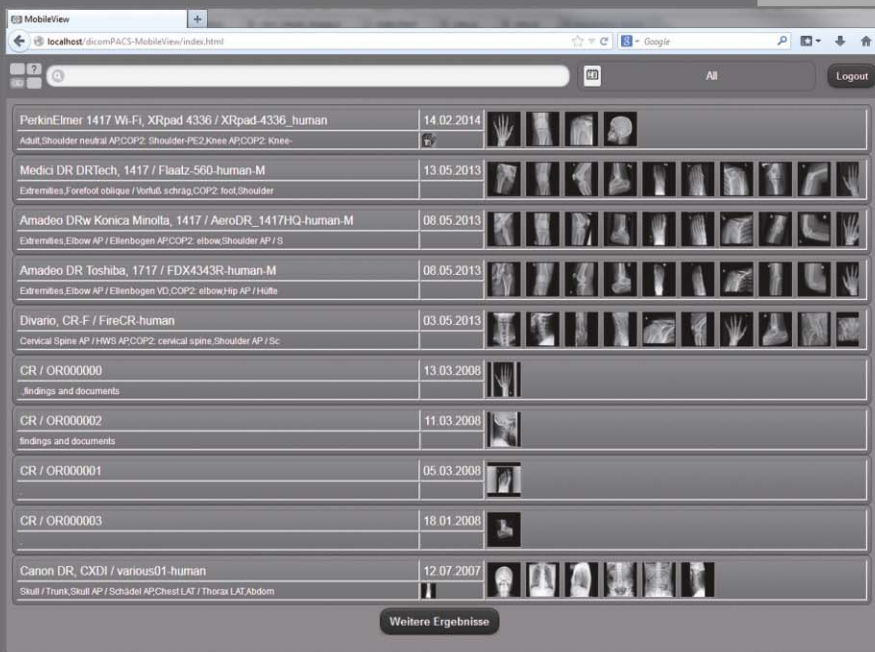 MobileView
+
localhost/dicomPACS-MobileView/index.html
Google
?
All
Logout
PerkinElmer 1417 Wi-Fi, XRpad 4336 / XRpad-4336_human 14.02.2014
Adult,Shoulder neutral AP,COP2: Shoulder-PE2,Knee AP,COP2: Knee-
Medici DR DRTech, 1417 / Flaatz-560-human-M 13.05.2013
Extremities,Forefoot oblique / Vorfuß schräg,COP2: foot,Shoulder
Amadeo DRw Konica Minolta, 1417 / AeroDR_1417HQ-human-M 08.05.2013
Extremities,Elbow AP / Ellenbogen AP,COP2: elbow,Shoulder AP / S
Amadeo DR Toshiba, 1717 / FDX4343R-human-M 08.05.2013
Extremities,Elbow AP / Ellenbogen VD,COP2: elbow,Hip AP / Hüfte
Divario, CR-F / FireCR-human 03.05.2013
Cervical Spine AP / HWS AP,COP2: cervical spine,Shoulder AP / Sc
CR / OR000000 13.03.2008
,findings and documents
CR / OR000002 11.03.2008
findings and documents
CR / OR000001 05.03.2008
CR / OR000003 18.01.2008
Canon DR, CXDI / various01-human 12.07.2007
Skull / Trunk,Skull AP / Schädel AP,Chest LAT / Thorax LAT,Abdom
Weitere Ergebnisse